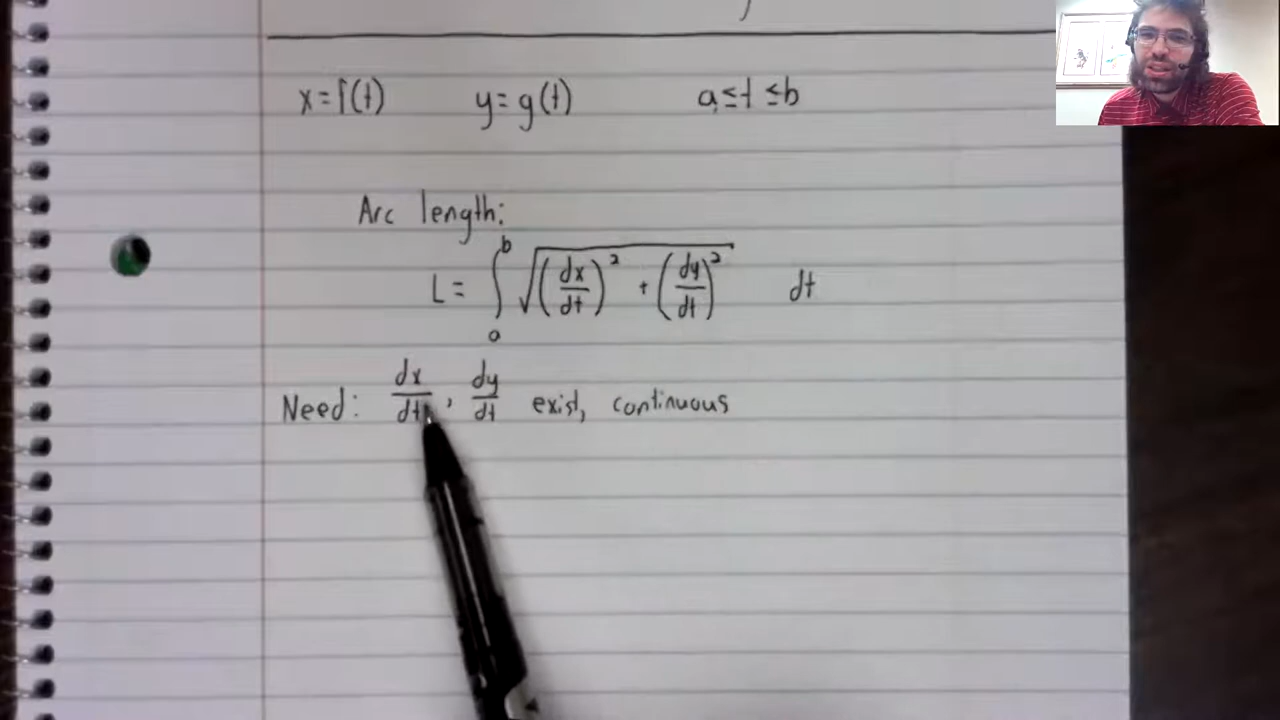 x=f(t) y=g(t) a≤t≤b
Arc length:
L = ∫_a^b √((dx/dt)^2 + (dy/dt)^2) dt
Need: dx/dt, dy/dt exist, continuous